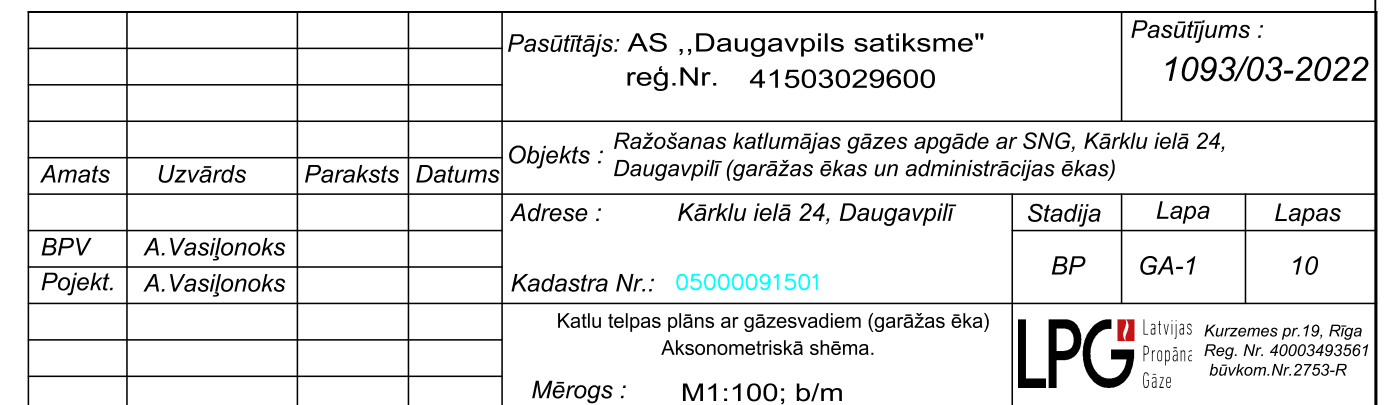 Pasūtītājs: AS ,,Daugavpils satiksme"
reģ.Nr. 41503029600
Pasūtījums :
1093/03-2022
Objekts : Ražošanas katlumājas gāzes apgāde ar SNG, Kārklu ielā 24,
Daugavpilī (garāžas ēkas un administrācijas ēkas)
Amats Uzvārds Paraksts Datums
Adrese : Kārklu ielā 24, Daugavpilī
Stadija Lapa Lapas
BPV A.Vasiļonoks
BP GA-1 10
Pojekt. A.Vasiļonoks
Kadastra Nr.: 05000091501
Katlu telpas plāns ar gāzesvadiem (garāžas ēka)
Aksonometriskā shēma.
Mērogs : M1:100; b/m
LPG Latvijas
Propāna
Gāze
Kurzemes pr.19, Rīga
Reg. Nr. 40003493561
būvkom.Nr.2753-R